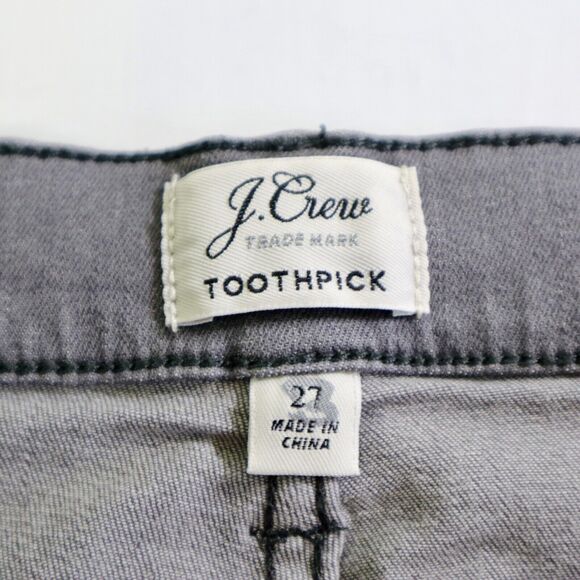 J.Crew
TRADE MARK
TOOTHPICK
27
MADE IN
CHINA